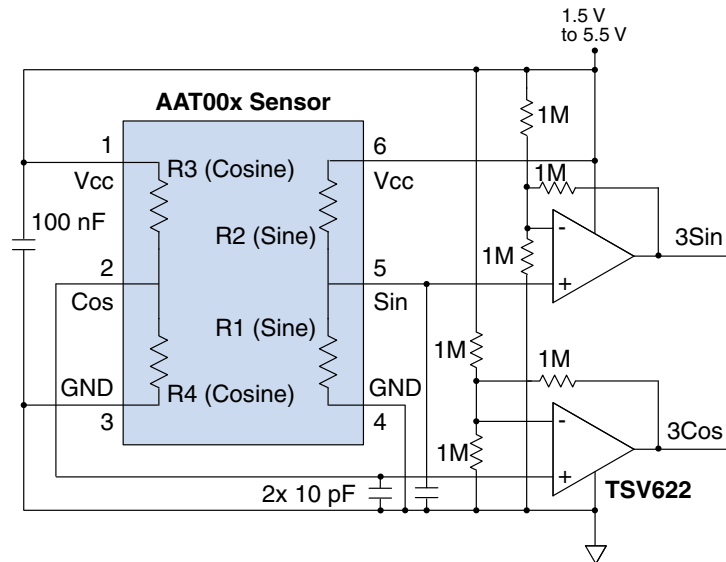 1.5 V
to 5.5 V
AAT00x Sensor
1M
1
6
R3 (Cosine)
Vcc
Vcc
1M
100 nF
R2 (Sine)
-
3Sin
1M
2
5
+
Cos
Sin
R1 (Sine)
1M
1M
GND
GND
R4 (Cosine)
3
4
-
3Cos
1M
+
2x 10 pF
TSV622